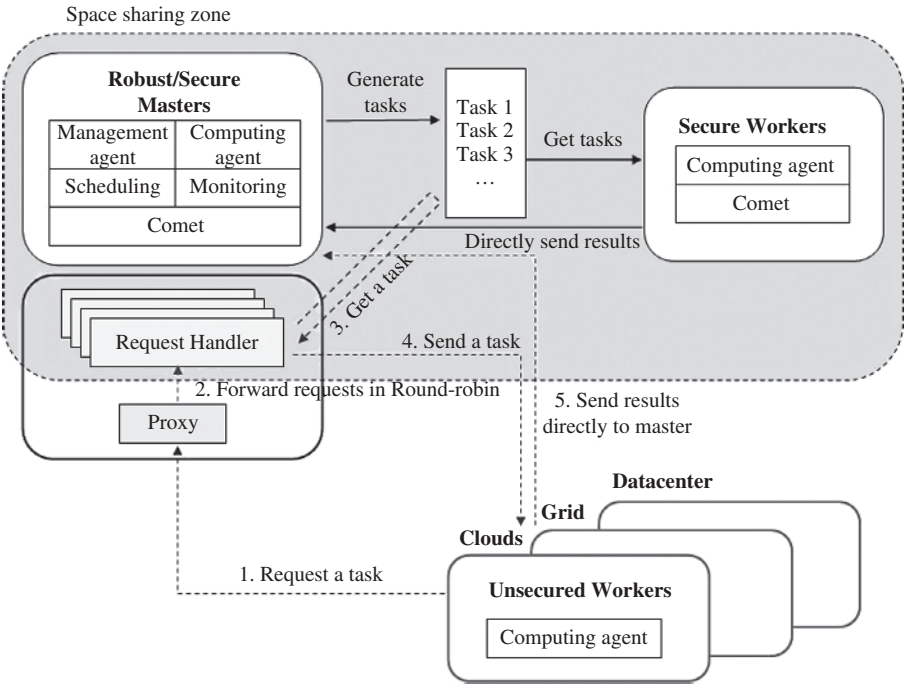 Space sharing zone
Robust/Secure
Masters
Management
agent
Computing
agent
Scheduling
Monitoring
Comet
Generate
tasks
Task 1
Task 2
Task 3
…
Get tasks
Secure Workers
Computing agent
Comet
Directly send results
3. Get a task
Request Handler
4. Send a task
2. Forward requests in Round-robin
Proxy
5. Send results
directly to master
Datacenter
Grid
Clouds
1. Request a task
Unsecured Workers
Computing agent